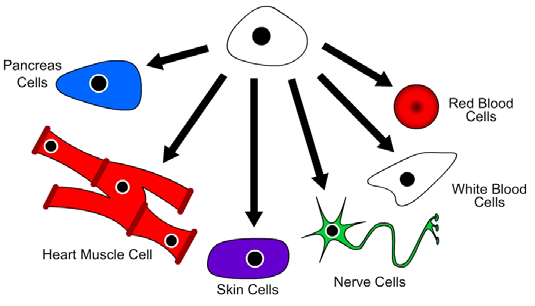 Pancreas
Cells
Red Blood
Cells
White Blood
Cells
Heart Muscle Cell
Nerve Cells
Skin Cells